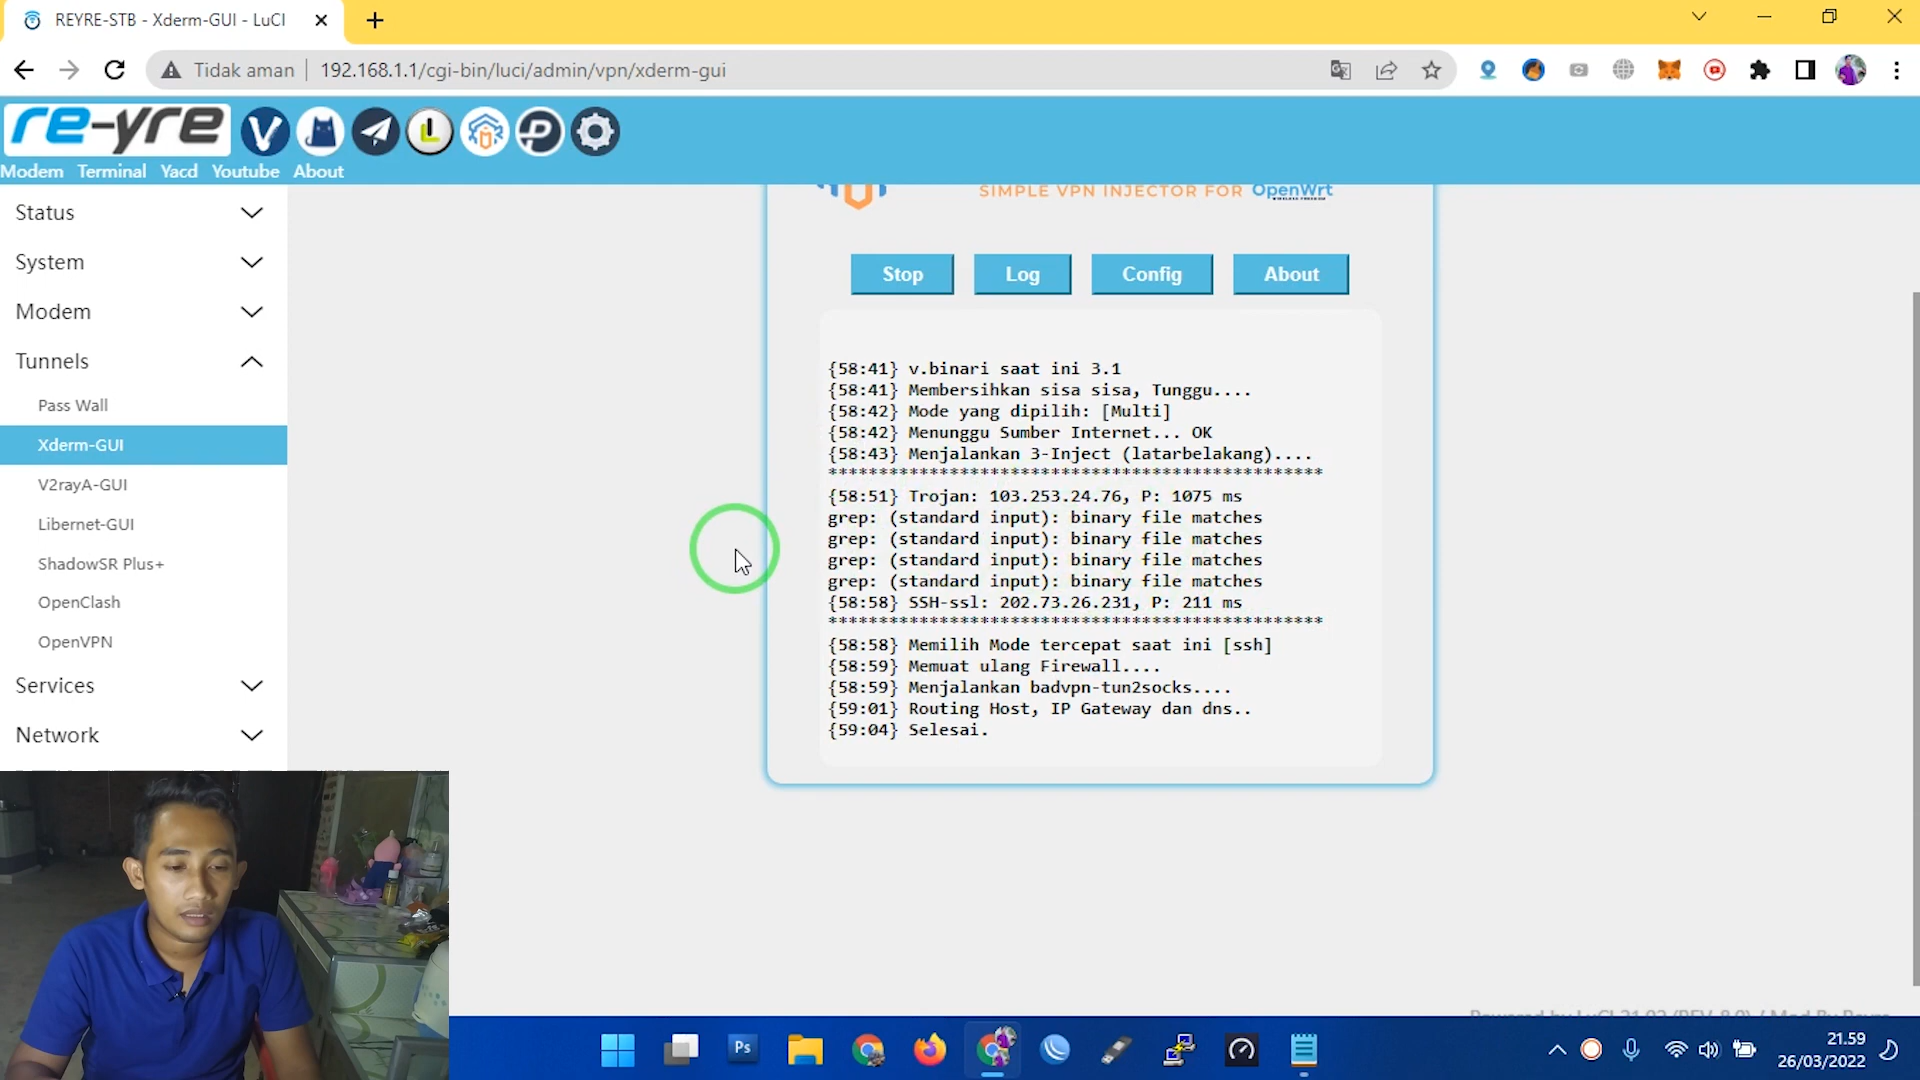 REYRE-STB - Xderm-GUI - LuCI
Tidak aman
192.168.1.1/cgi-bin/luci/admin/vpn/xderm-gui
re-yre
Modem Terminal Yacd Youtube About
Status
System
Modem
Tunnels
Pass Wall
Xderm-GUI
V2rayA-GUI
Libernet-GUI
ShadowSR Plus+
OpenClash
OpenVPN
Services
Network
SIMPLE VPN INJECTOR FOR OpenWrt
WIRELESS FREEDOM
Stop Log Config About
{58:41} v.binari saat ini 3.1
{58:41} Membersihkan sisa sisa, Tunggu....
{58:42} Mode yang dipilih: [Multi]
{58:42} Menunggu Sumber Internet... OK
{58:43} Menjalankan 3-Inject (latarbelakang)....
*************************************************
{58:51} Trojan: 103.253.24.76, P: 1075 ms
grep: (standard input): binary file matches
grep: (standard input): binary file matches
grep: (standard input): binary file matches
grep: (standard input): binary file matches
{58:58} SSH-ssl: 202.73.26.231, P: 211 ms
*************************************************
{58:58} Memilih Mode tercepat saat ini [ssh]
{58:59} Memuat ulang Firewall....
{58:59} Menjalankan badvpn-tun2socks....
{59:01} Routing Host, IP Gateway dan dns..
{59:04} Selesai.
Ps
21.59
26/03/2022